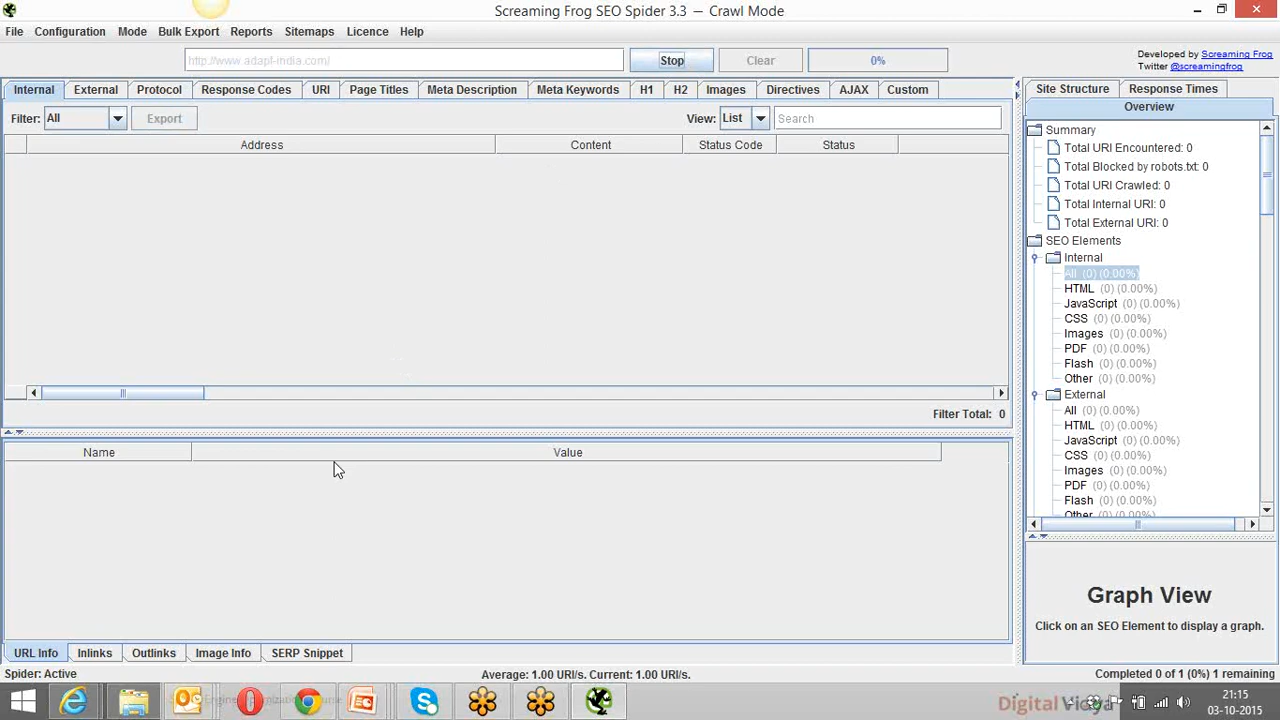 Screaming Frog SEO Spider 3.3 — Crawl Mode
File Configuration Mode Bulk Export Reports Sitemaps Licence Help
http://www.adapt-india.com/ Stop Clear 0%
Developed by Screaming Frog
Twitter @screamingfrog
Internal External Protocol Response Codes URI Page Titles Meta Description Meta Keywords H1 H2 Images Directives AJAX Custom
Site Structure Response Times
Overview
Filter: All Export View: List Search
Address Content Status Code Status
Summary
Total URI Encountered: 0
Total Blocked by robots.txt: 0
Total URI Crawled: 0
Total Internal URI: 0
Total External URI: 0
SEO Elements
Internal
All (0) (0.00%)
HTML (0) (0.00%)
JavaScript (0) (0.00%)
CSS (0) (0.00%)
Images (0) (0.00%)
PDF (0) (0.00%)
Flash (0) (0.00%)
Other (0) (0.00%)
External
All (0) (0.00%)
HTML (0) (0.00%)
JavaScript (0) (0.00%)
CSS (0) (0.00%)
Images (0) (0.00%)
PDF (0) (0.00%)
Flash (0) (0.00%)
Other (0) (0.00%)
Filter Total: 0
Name Value
Graph View
Click on an SEO Element to display a graph.
URL Info Inlinks Outlinks Image Info SERP Snippet
Spider: Active Average: 1.00 URI/s. Current: 1.00 URI/s. Completed 0 of 1 (0%) 1 remaining
Digital Vidya
21:15
03-10-2015